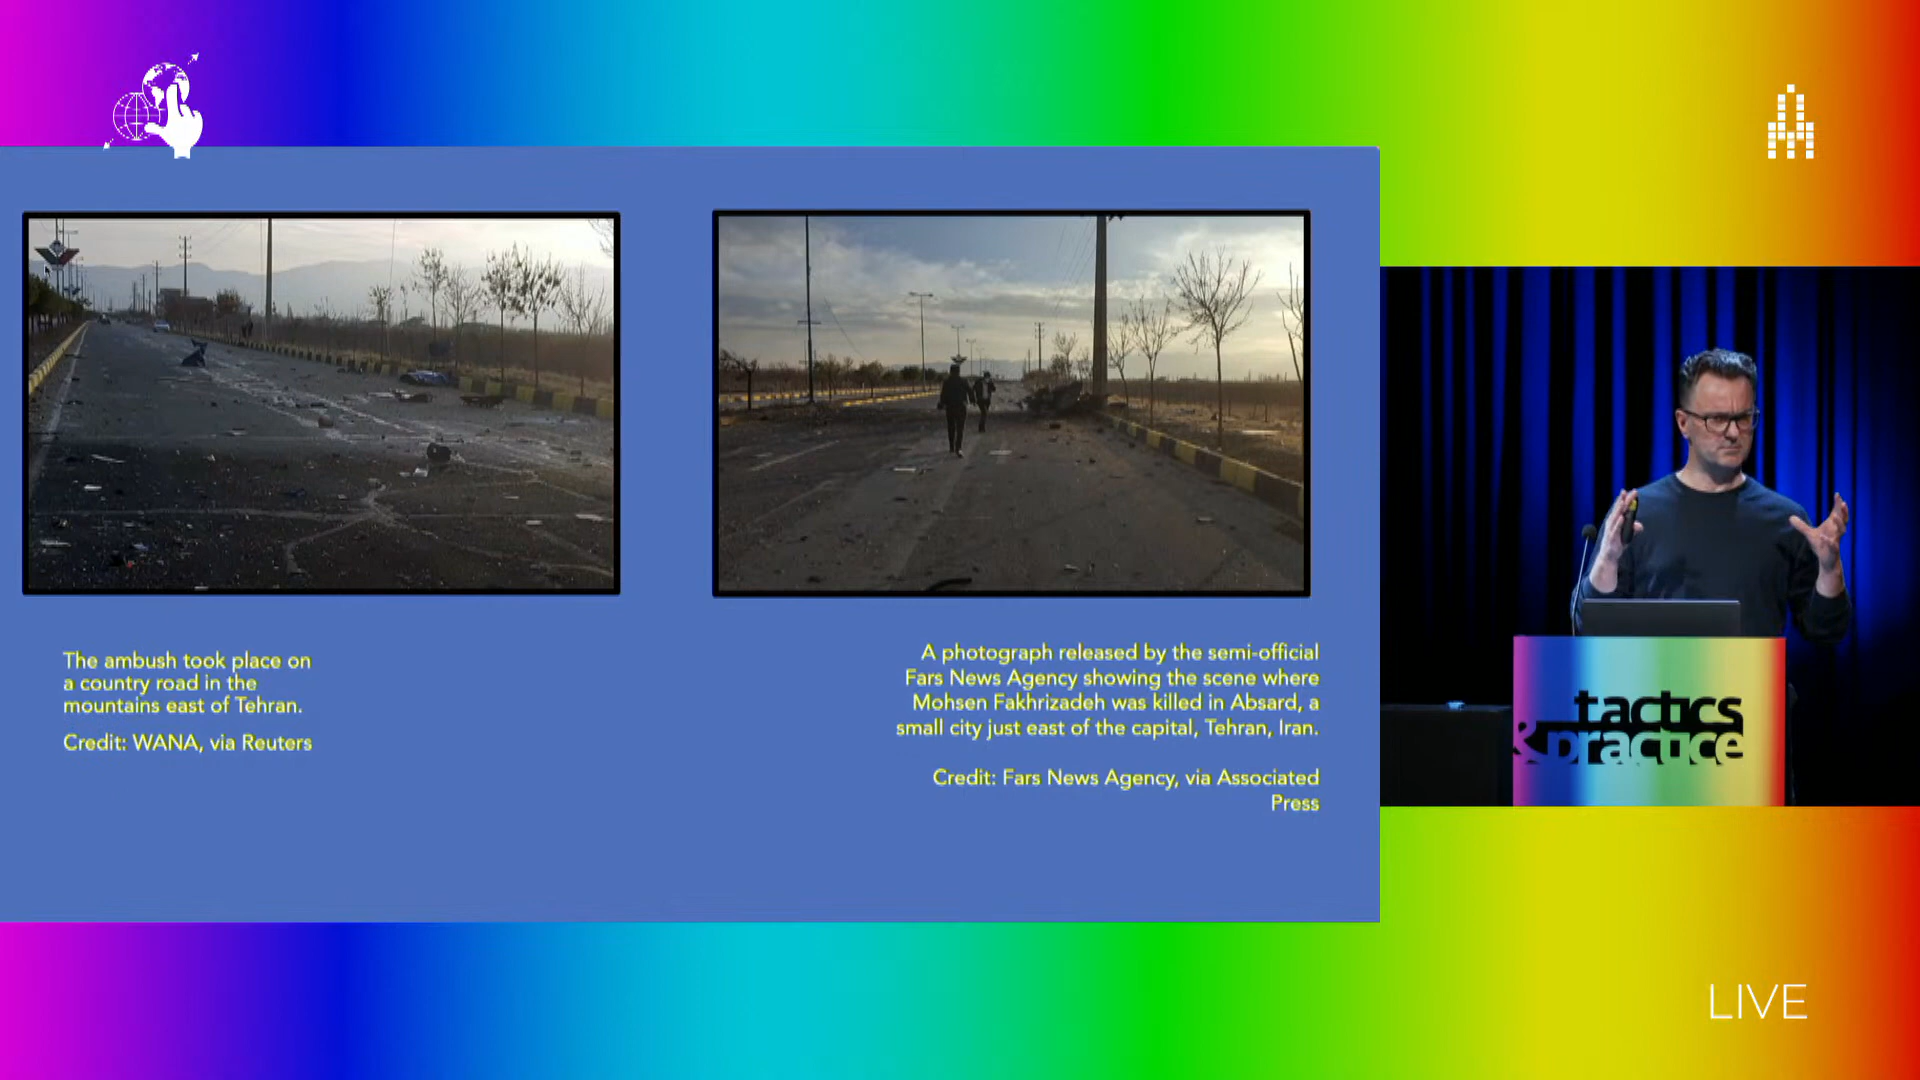 The ambush took place on
a country road in the
mountains east of Tehran.
Credit: WANA, via Reuters
A photograph released by the semi-official
Fars News Agency showing the scene where
Mohsen Fakhrizadeh was killed in Absard, a
small city just east of the capital, Tehran, Iran.
Credit: Fars News Agency, via Associated
Press
tactics
&practice
LIVE